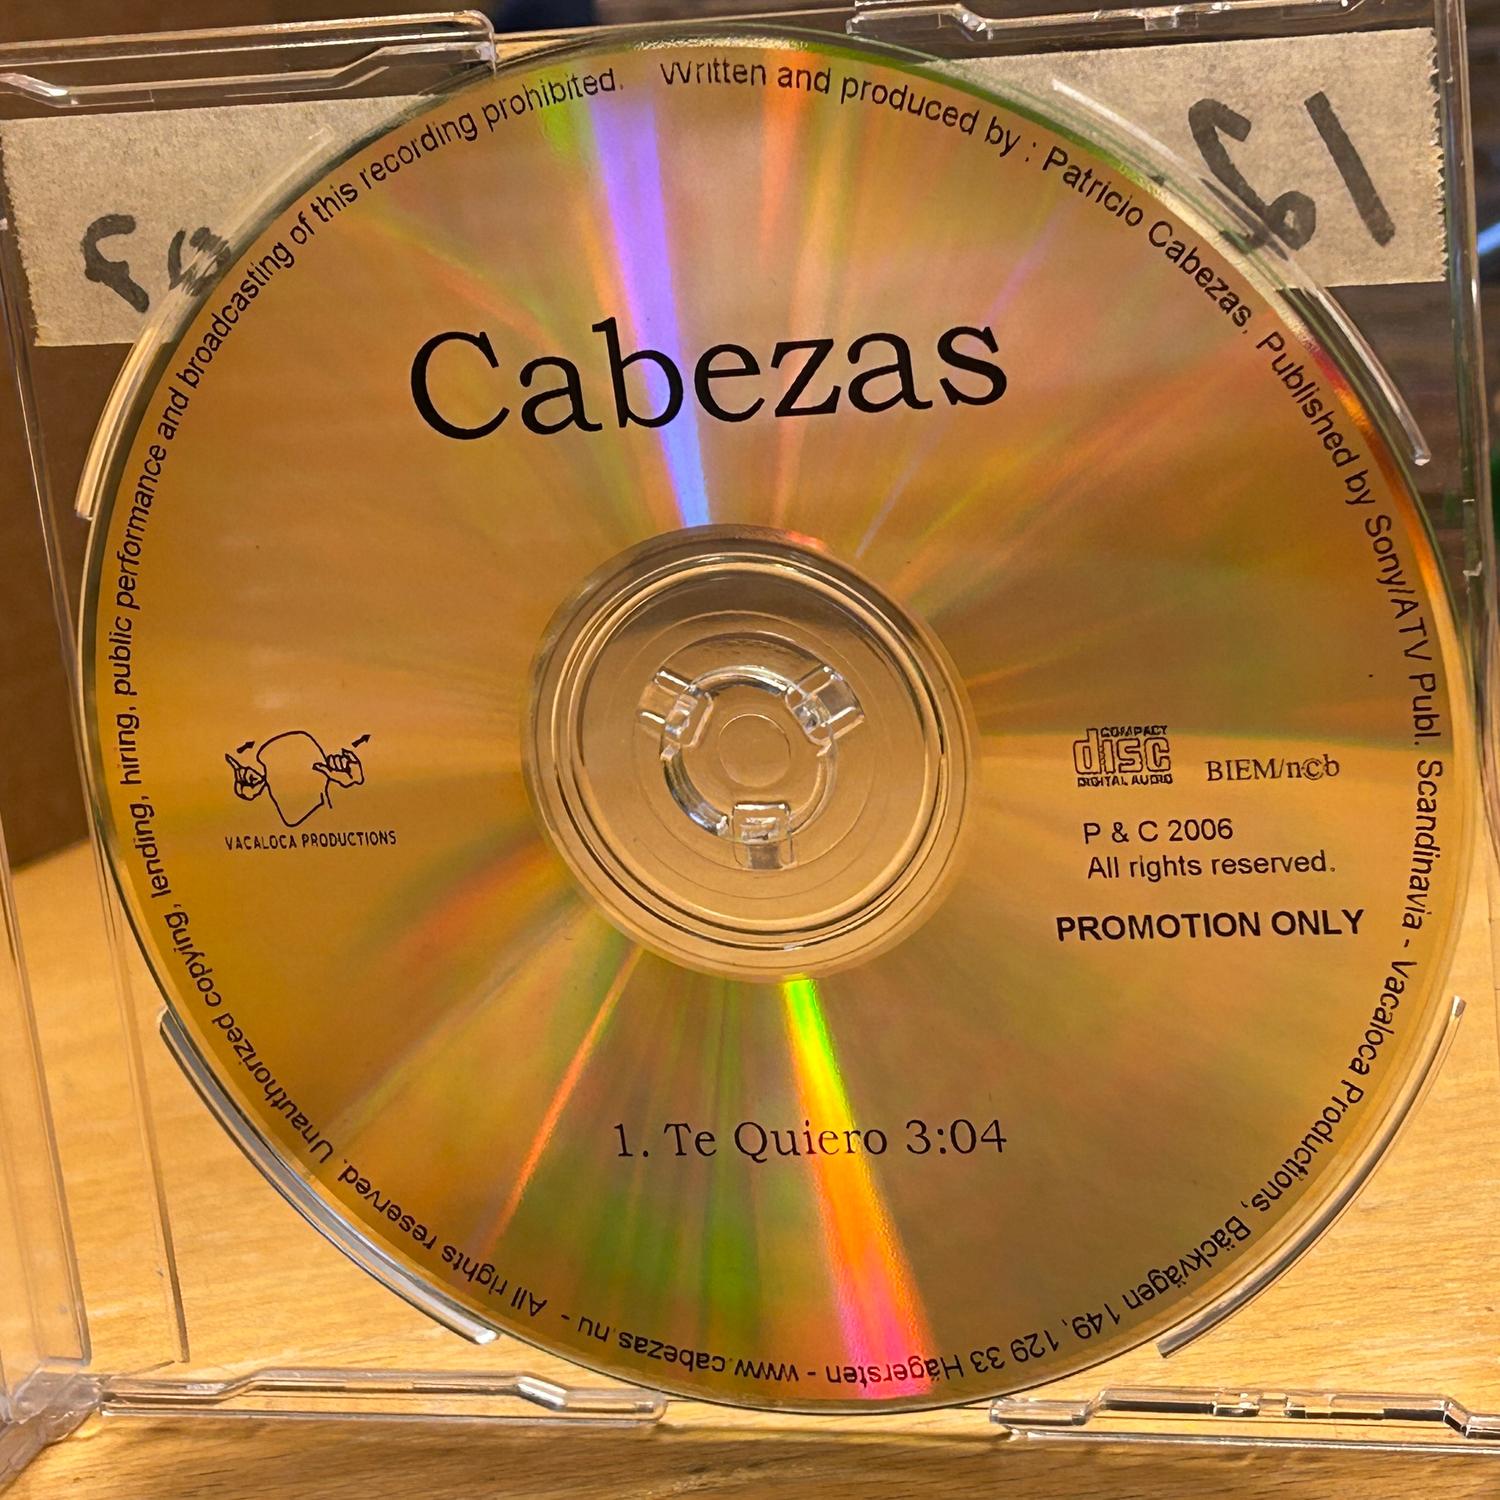 Cabezas
VACALOCA PRODUCTIONS
COMPACT
disc
DIGITAL AUDIO
BIEM/n©b
P & C 2006
All rights reserved.
PROMOTION ONLY
1. Te Quiero 3:04
Written and produced by : Patricio Cabezas. Published by Sony/ATV Publ. Scandinavia - Vacaloca Productions, Bäckvägen 149, 129 33 Hägersten - www.cabezas.nu - All rights reserved. Unauthorized copying, lending, hiring, public performance and broadcasting of this recording prohibited.